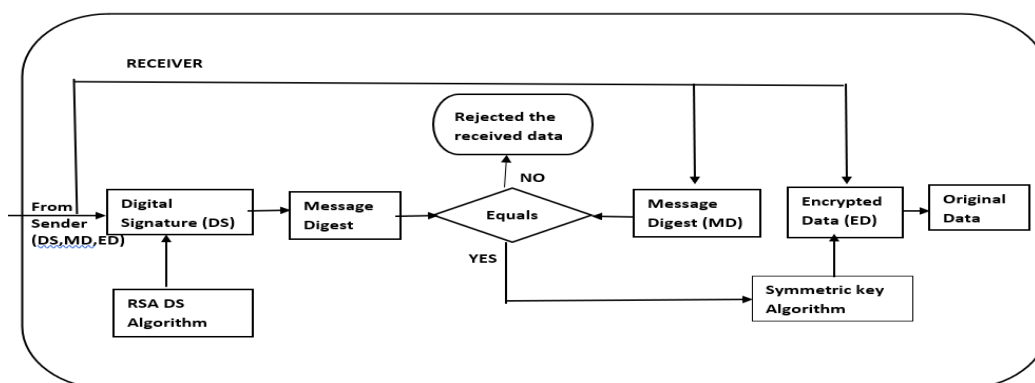 RECEIVER
Rejected the
received data
NO
From
Sender
(DS,MD,ED)
Digital
Signature (DS)
Message
Digest
Equals
Message
Digest (MD)
Encrypted
Data (ED)
Original
Data
YES
RSA DS
Algorithm
Symmetric key
Algorithm